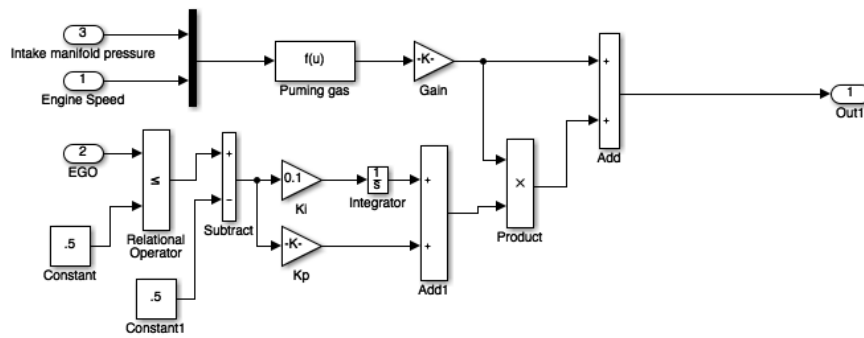 3
Intake manifold pressure
1
Engine Speed
f(u)
Puming gas
-K-
Gain
+
+
Add
1
Out1
2
EGO
≤
Relational
Operator
.5
Constant
+
−
Subtract
.5
Constant1
0.1
Ki
1
s
Integrator
-K-
Kp
+
+
Add1
×
Product